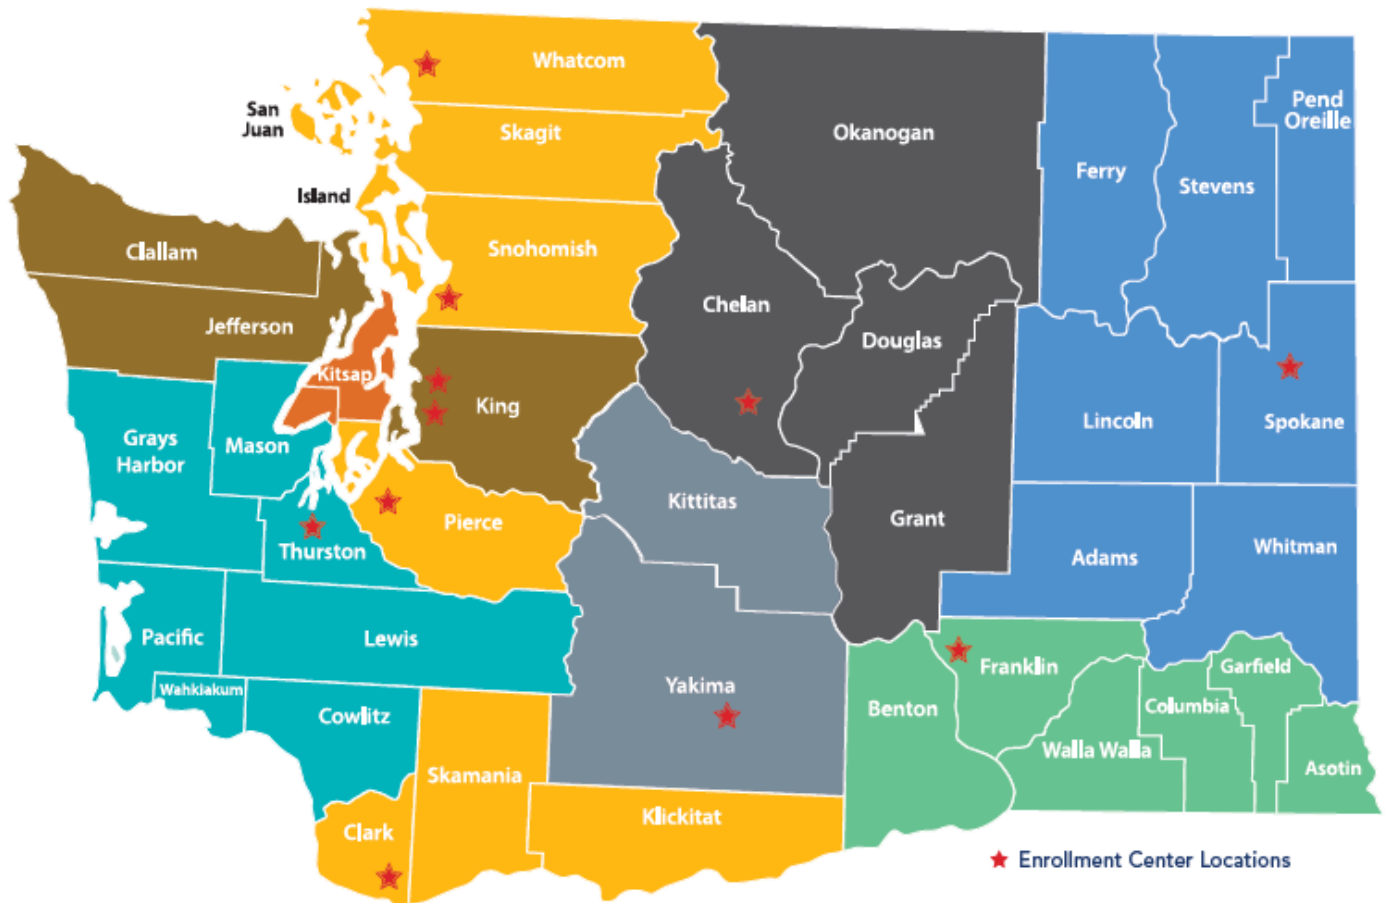 Whatcom
San
Juan
Skagit
Okanogan
Pend
Oreille
Ferry
Stevens
Island
Clallam
Snohomish
Chelan
Jefferson
Douglas
Kitsap
King
Lincoln
Spokane
Grays
Harbor
Mason
Kittitas
Pierce
Grant
Thurston
Adams
Whitman
Pacific
Lewis
Franklin
Garfield
Yakima
Wahkiakum
Cowlitz
Benton
Columbia
Walla Walla
Asotin
Skamania
Klickitat
Clark
Enrollment Center Locations